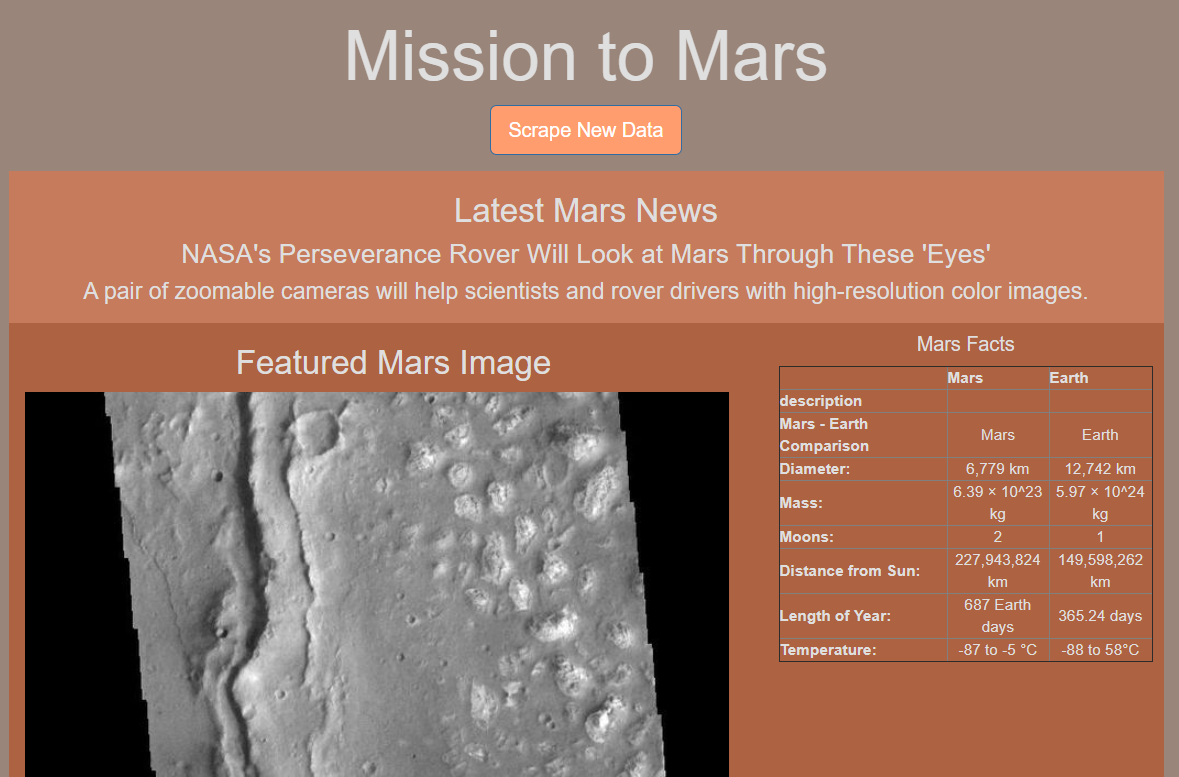 Mission to Mars
Scrape New Data
Latest Mars News
NASA's Perseverance Rover Will Look at Mars Through These 'Eyes'
A pair of zoomable cameras will help scientists and rover drivers with high-resolution color images.
Featured Mars Image
Mars Facts
Mars Earth
description
Mars - Earth
Comparison
Mars Earth
Diameter: 6,779 km 12,742 km
Mass: 6.39 × 10^23 kg 5.97 × 10^24 kg
Moons: 2 1
Distance from Sun: 227,943,824 km 149,598,262 km
Length of Year: 687 Earth days 365.24 days
Temperature: -87 to -5 °C -88 to 58°C